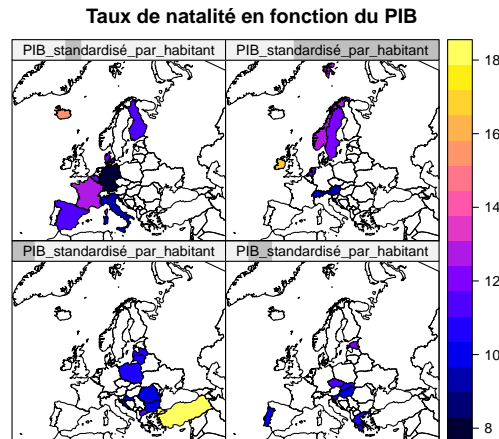 Taux de natalité en fonction du PIB
PIB_standardisé_par_habitant
PIB_standardisé_par_habitant
PIB_standardisé_par_habitant
PIB_standardisé_par_habitant
18
16
14
12
10
8